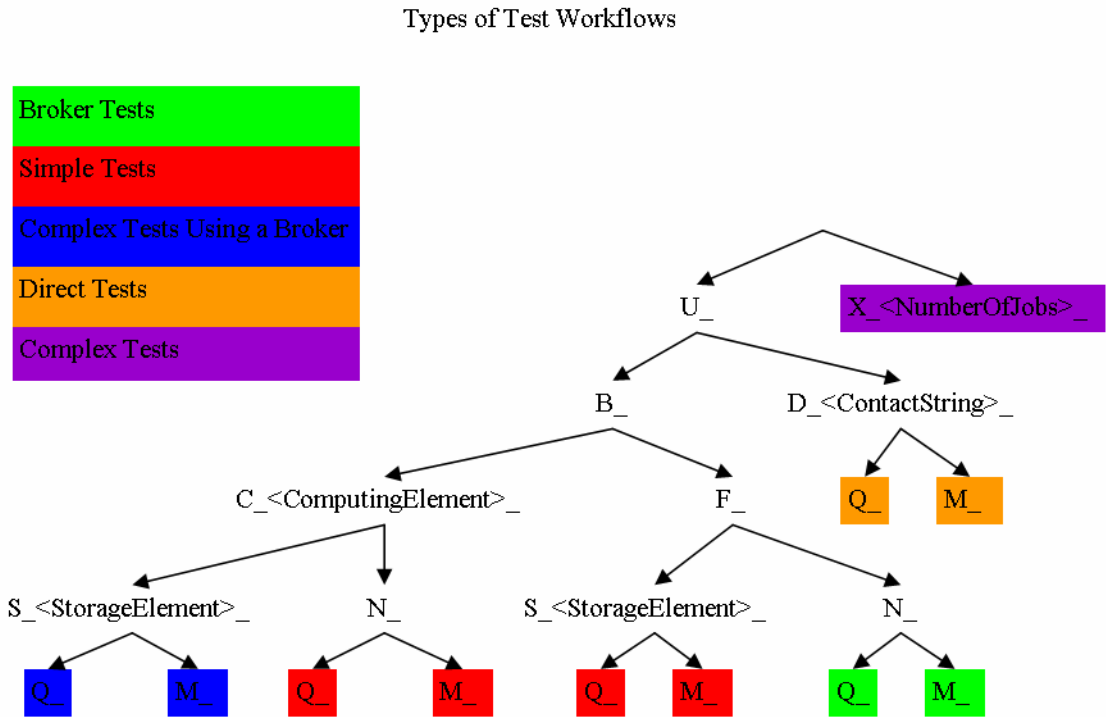 Types of Test Workflows
Broker Tests
Simple Tests
Complex Tests Using a Broker
Direct Tests
Complex Tests
U_
X_<NumberOfJobs>_
B_
D_<ContactString>_
C_<ComputingElement>_
F_
Q_
M_
S_<StorageElement>_
N_
S_<StorageElement>_
N_
Q_
M_
Q_
M_
Q_
M_
Q_
M_